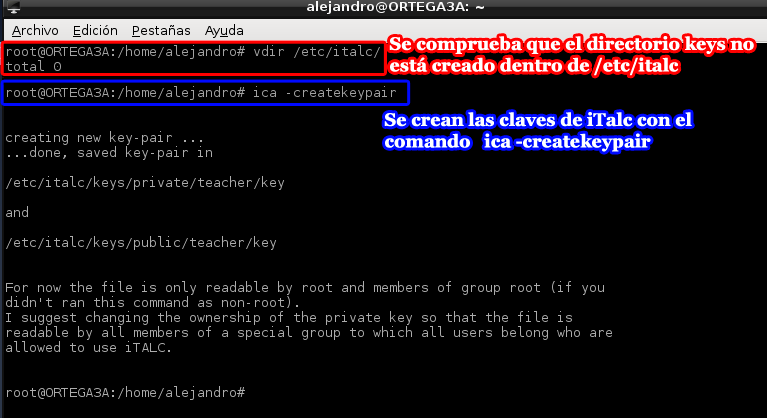 alejandro@ORTEGA3A: ~
Archivo Edición Pestañas Ayuda
root@ORTEGA3A:/home/alejandro# vdir /etc/italc/
total 0
Se comprueba que el directorio keys no
está creado dentro de /etc/italc
root@ORTEGA3A:/home/alejandro# ica -createkeypair
Se crean las claves de iTalc con el
comando ica -createkeypair
creating new key-pair ...
...done, saved key-pair in
/etc/italc/keys/private/teacher/key
and
/etc/italc/keys/public/teacher/key
For now the file is only readable by root and members of group root (if you
didn't ran this command as non-root).
I suggest changing the ownership of the private key so that the file is
readable by all members of a special group to which all users belong who are
allowed to use iTALC.
root@ORTEGA3A:/home/alejandro#